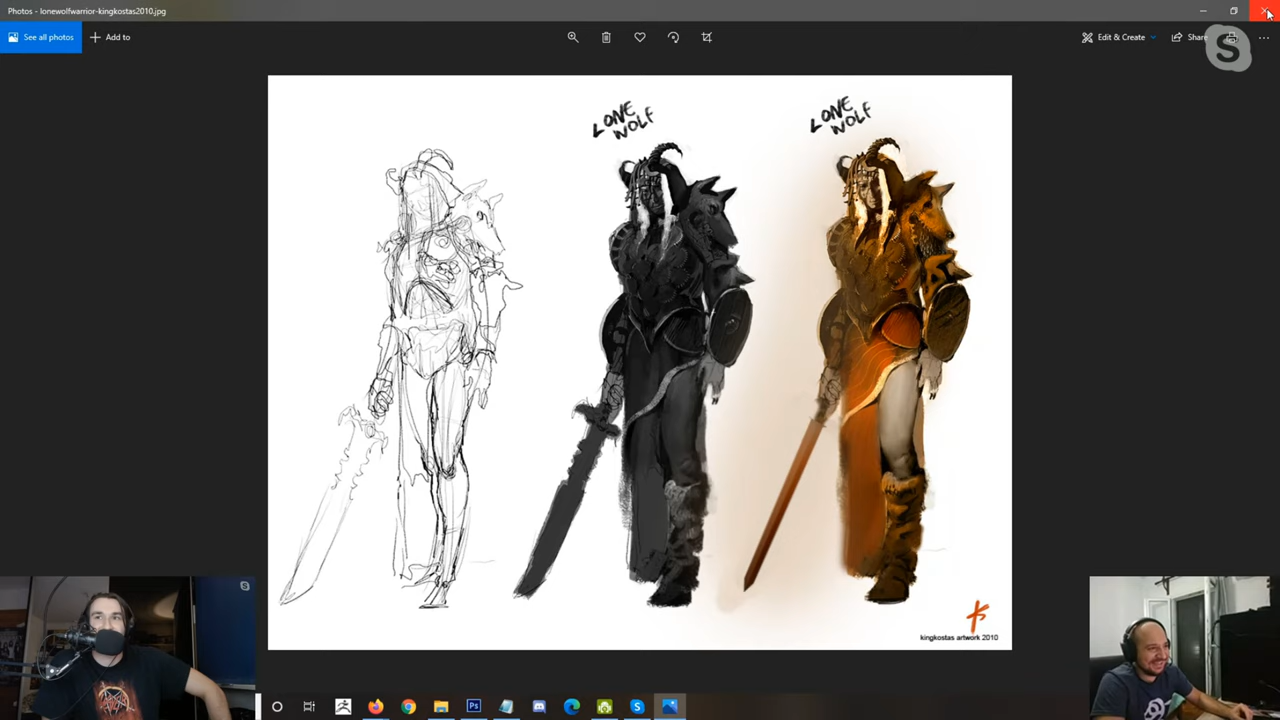 Photos - lonewolfwarrior-kingkostas2010.jpg
See all photos
Add to
Edit & Create
Share
LONE
WOLF
LONE
WOLF
kingkostas artwork 2010
Ps